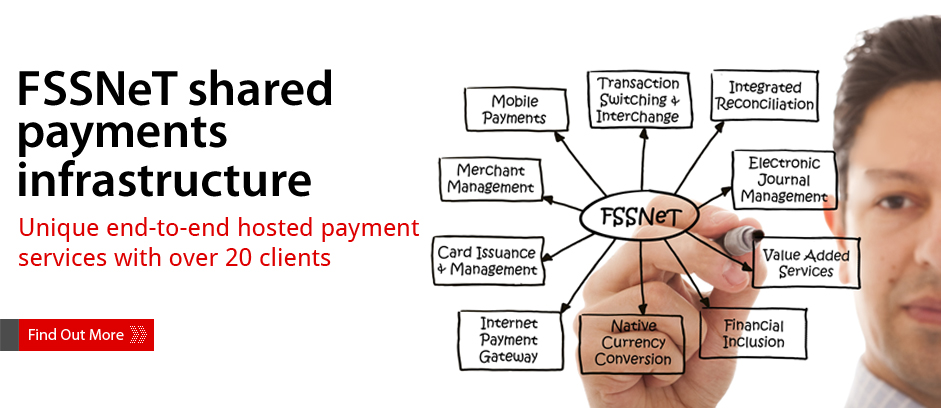 FSSNeT shared
payments
infrastructure
Unique end-to-end hosted payment
services with over 20 clients
Find Out More
Mobile
Payments
Transaction
Switching &
Interchange
Integrated
Reconciliation
Merchant
Management
Electronic
Journal
Management
FSSNeT
Card Issuance
& Management
Value Added
Services
Internet
Payment
Gateway
Native
Currency
Conversion
Financial
Inclusion